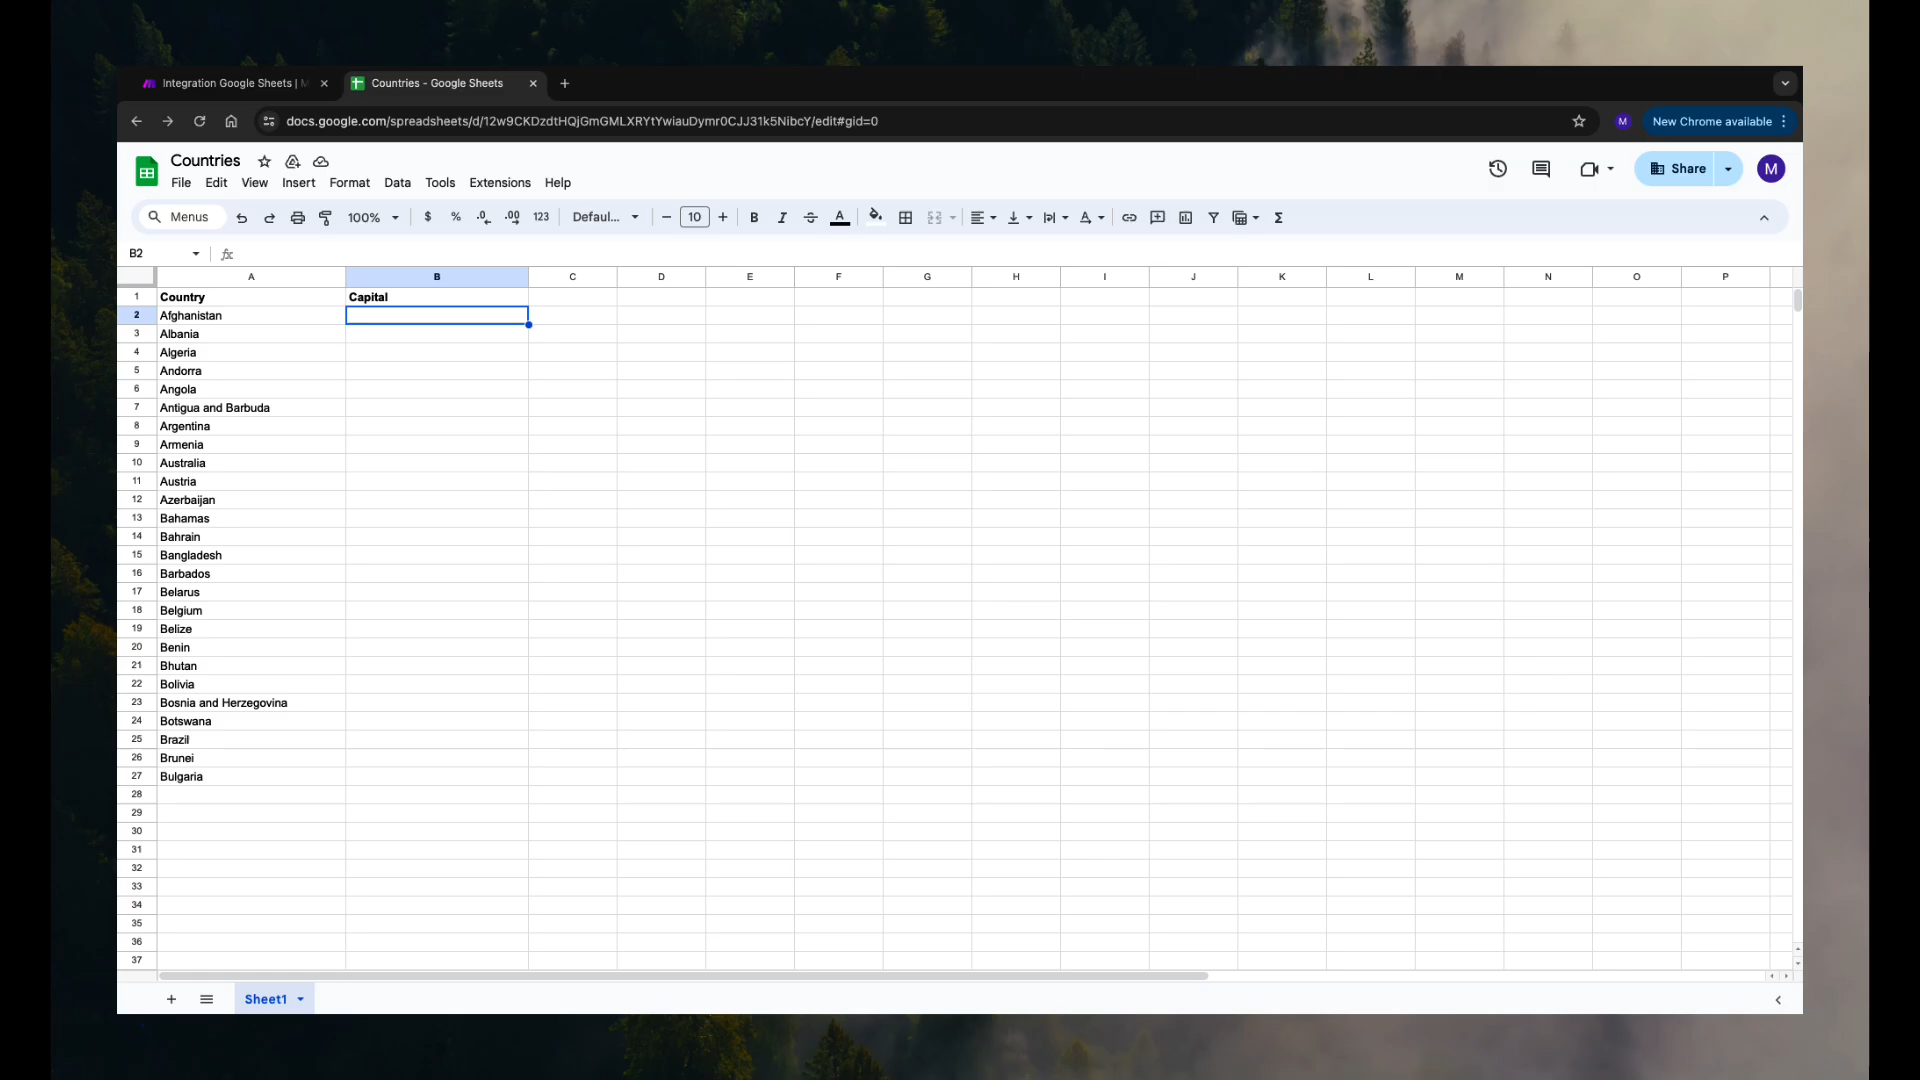 Integration Google Sheets | M
Countries - Google Sheets
docs.google.com/spreadsheets/d/12w9CKDzdtHQjGmGMLXRYtYwiauDymr0CJJ31k5NibcY/edit#gid=0
M
New Chrome available
Countries
File Edit View Insert Format Data Tools Extensions Help
Share
M
Menus 100% $ % .0 .00 123 Defaul... 10 B I S A Σ
B2 fx
A B C D E F G H I J K L M N O P
1 Country Capital
2 Afghanistan
3 Albania
4 Algeria
5 Andorra
6 Angola
7 Antigua and Barbuda
8 Argentina
9 Armenia
10 Australia
11 Austria
12 Azerbaijan
13 Bahamas
14 Bahrain
15 Bangladesh
16 Barbados
17 Belarus
18 Belgium
19 Belize
20 Benin
21 Bhutan
22 Bolivia
23 Bosnia and Herzegovina
24 Botswana
25 Brazil
26 Brunei
27 Bulgaria
28
29
30
31
32
33
34
35
36
37
Sheet1